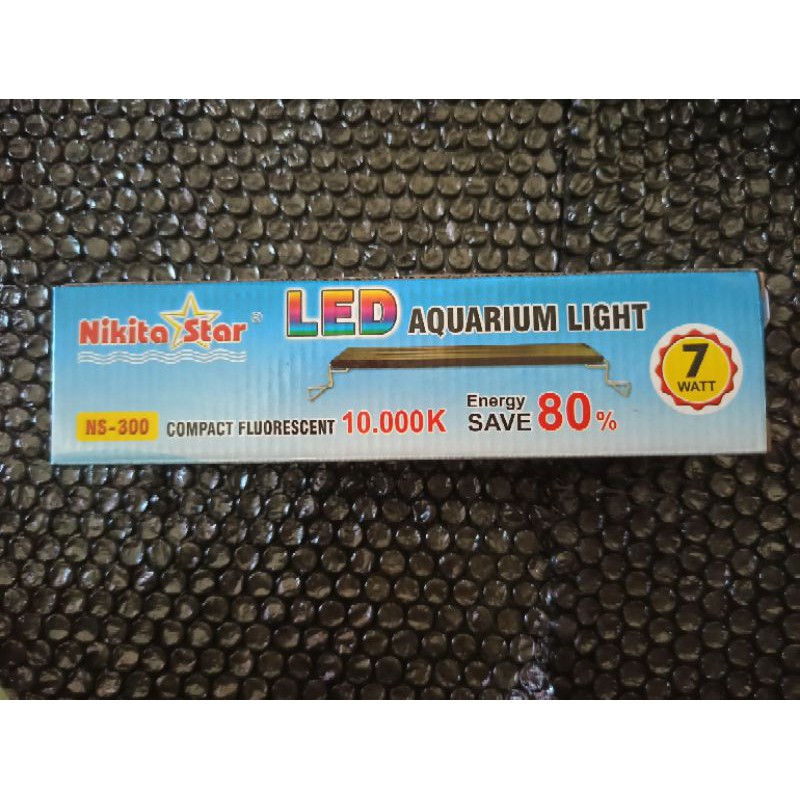 Nikita Star ®
LED AQUARIUM LIGHT
7
WATT
NS-300 COMPACT FLUORESCENT 10.000K
Energy
SAVE 80%